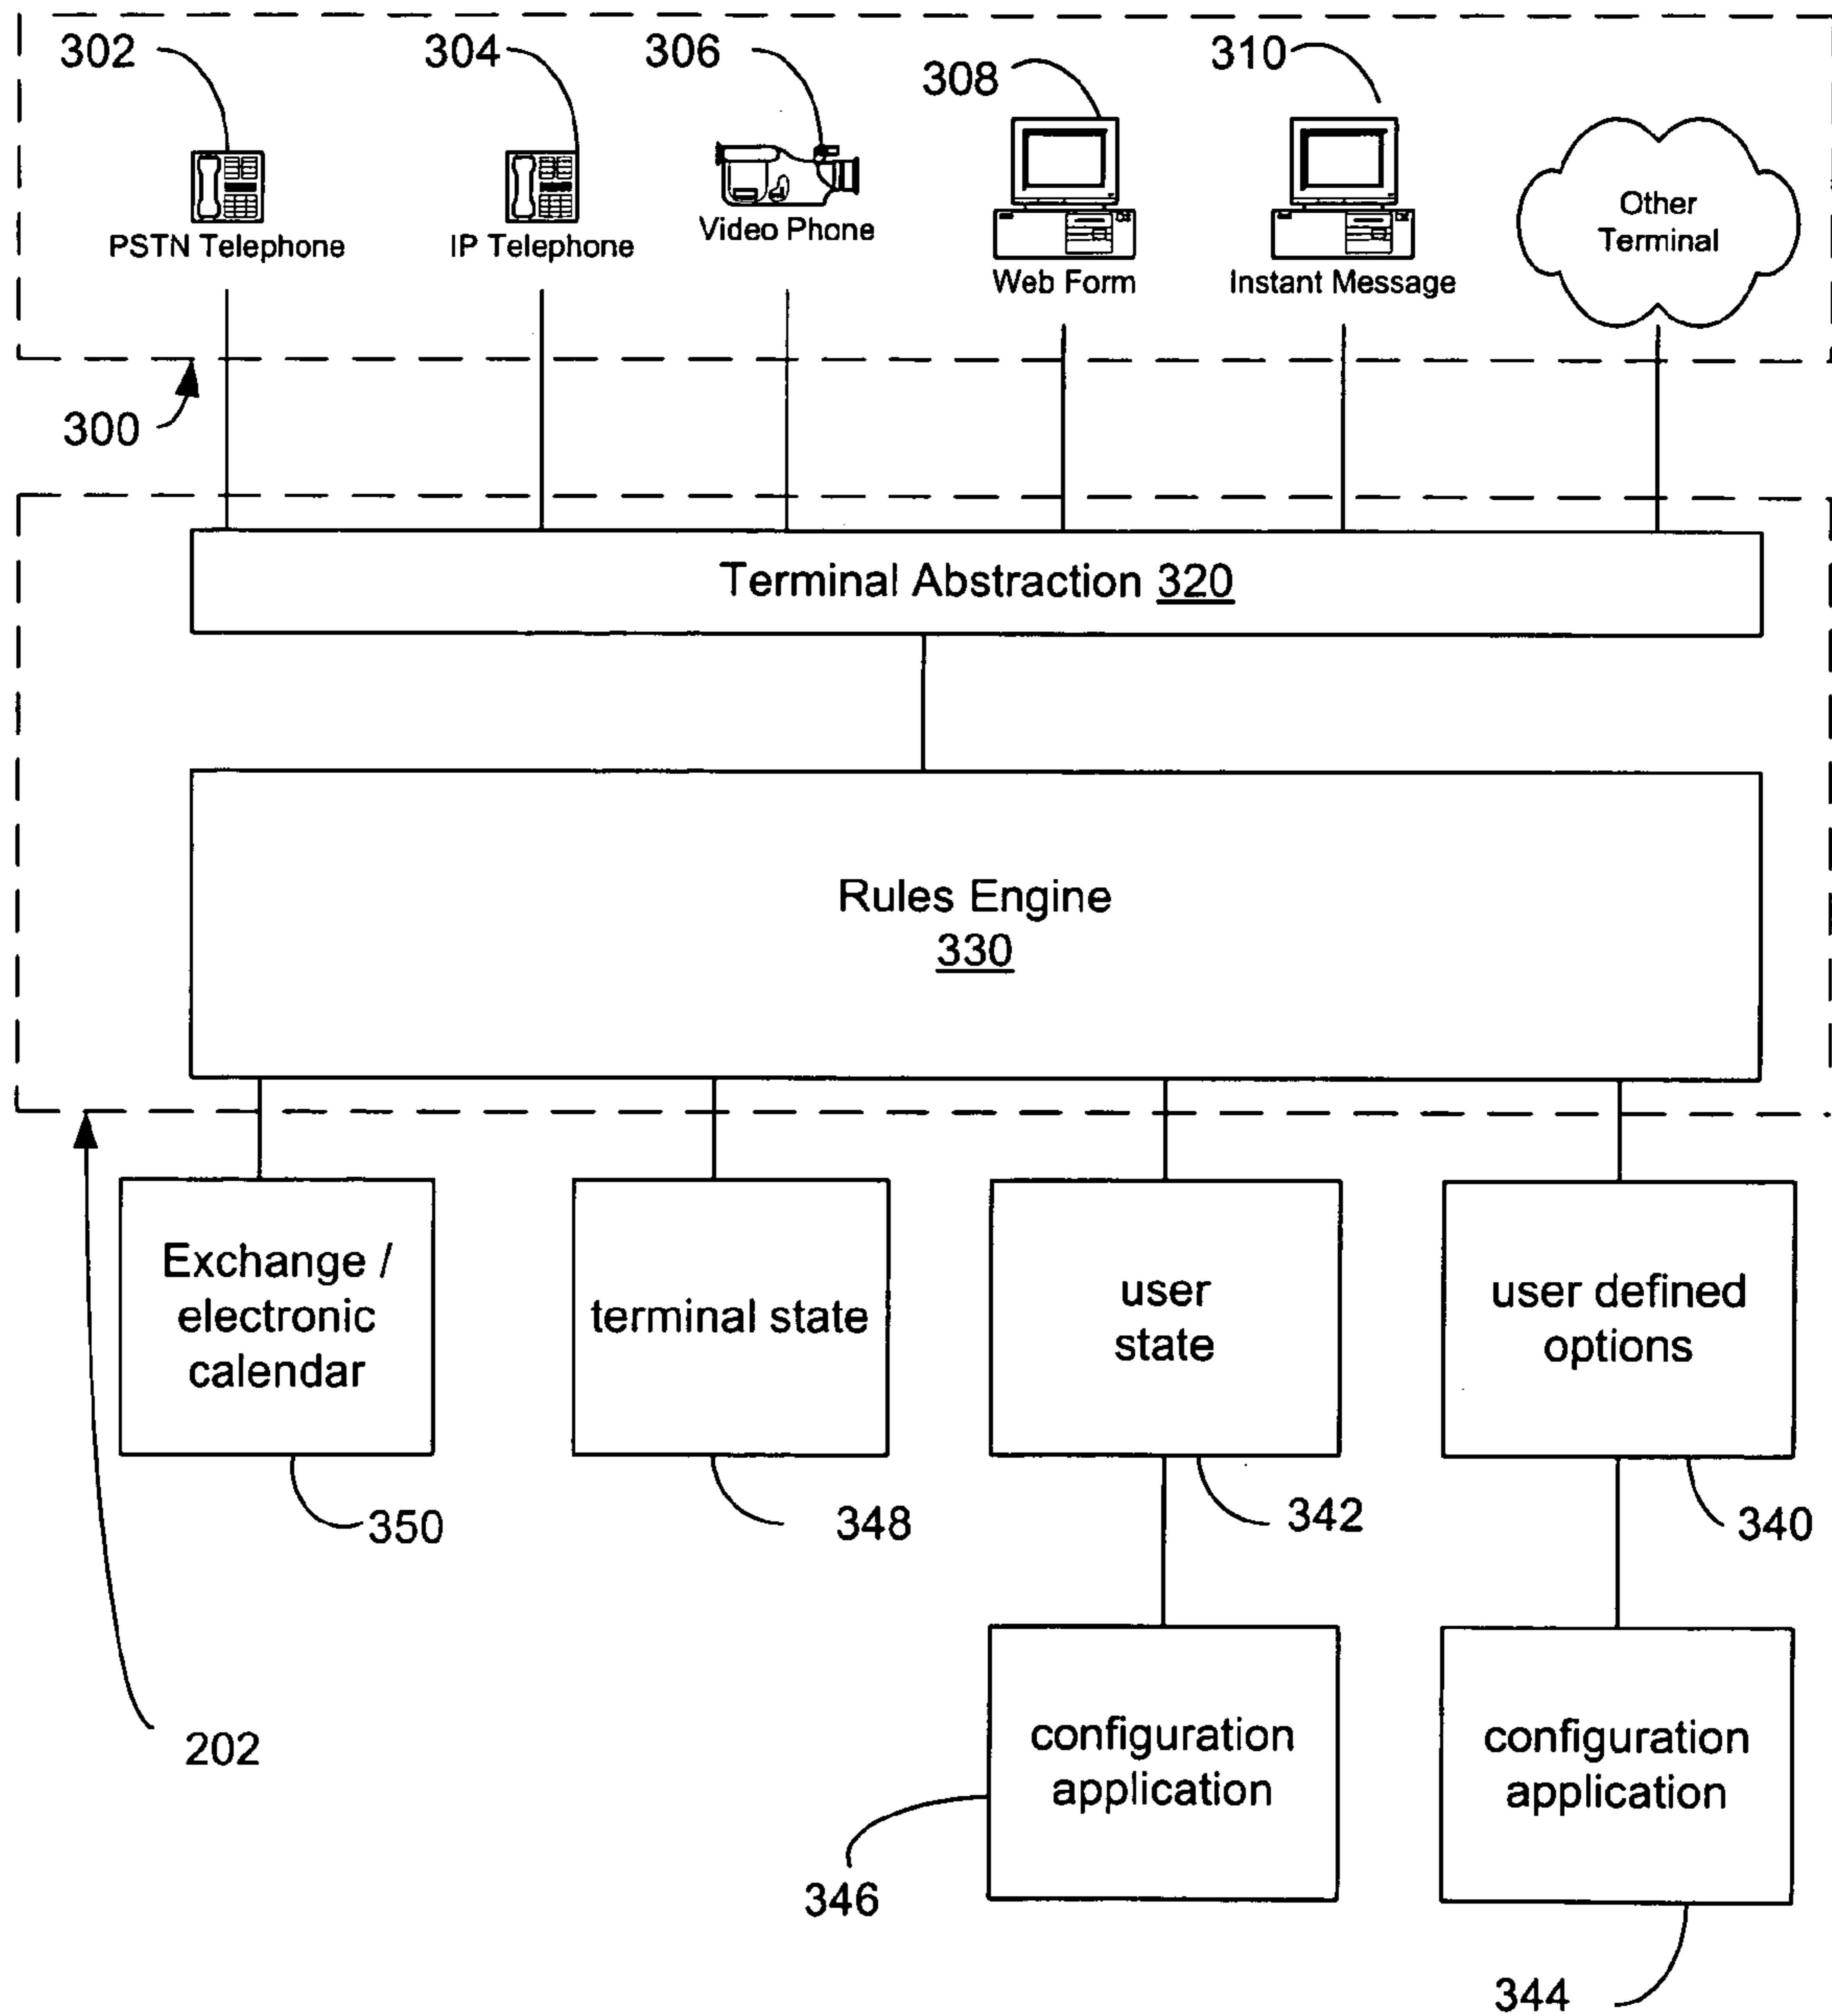 302
304
306
308
310
PSTN Telephone
IP Telephone
Video Phone
Web Form
Instant Message
Other
Terminal
300
Terminal Abstraction 320
Rules Engine
330
Exchange /
electronic
calendar
terminal state
user
state
user defined
options
350
348
342
340
202
configuration
application
configuration
application
346
344